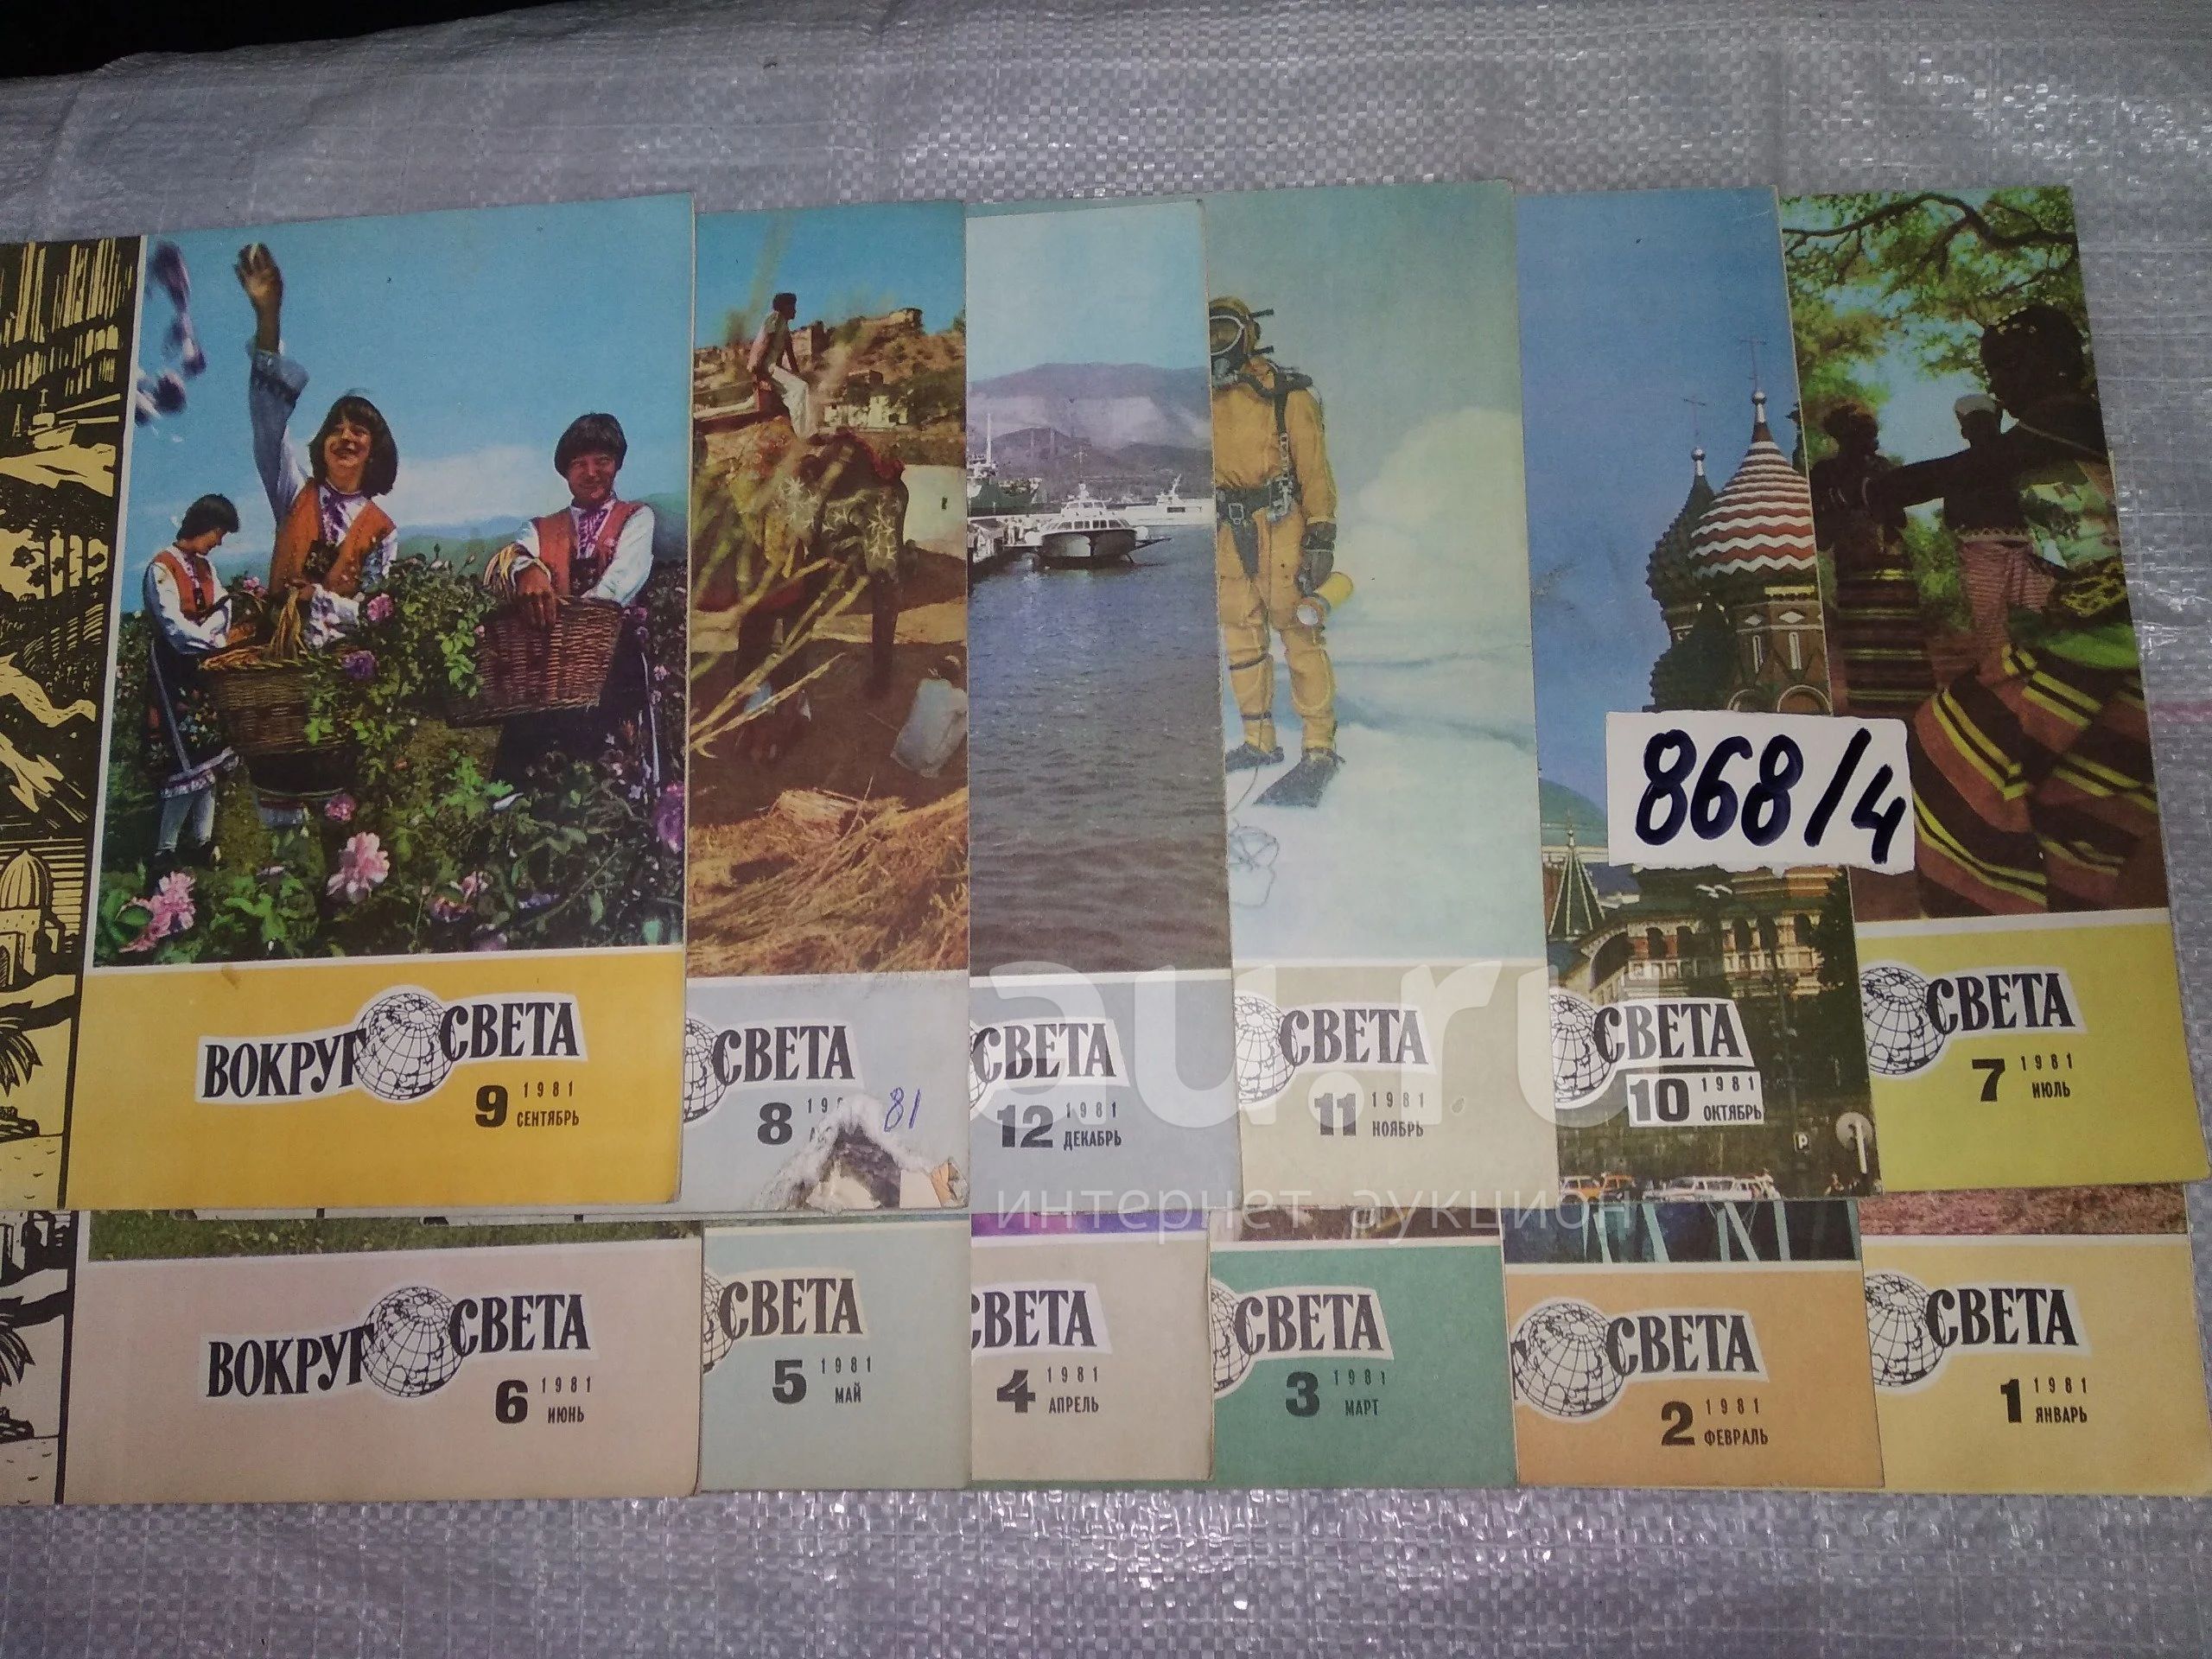 868/4
ВОКРУГ СВЕТА
9 1981
СЕНТЯБРЬ
СВЕТА
8
81
СВЕТА
12 1981
ДЕКАБРЬ
СВЕТА
11 1981
НОЯБРЬ
СВЕТА
10 1981
ОКТЯБРЬ
P
СВЕТА
7 1981
ИЮЛЬ
au.ru
интернет аукцион
ВОКРУГ СВЕТА
6 1981
ИЮНЬ
СВЕТА
5 1981
МАЙ
СВЕТА
4 1981
АПРЕЛЬ
СВЕТА
3 1981
МАРТ
СВЕТА
2 1981
ФЕВРАЛЬ
СВЕТА
1 1981
ЯНВАРЬ